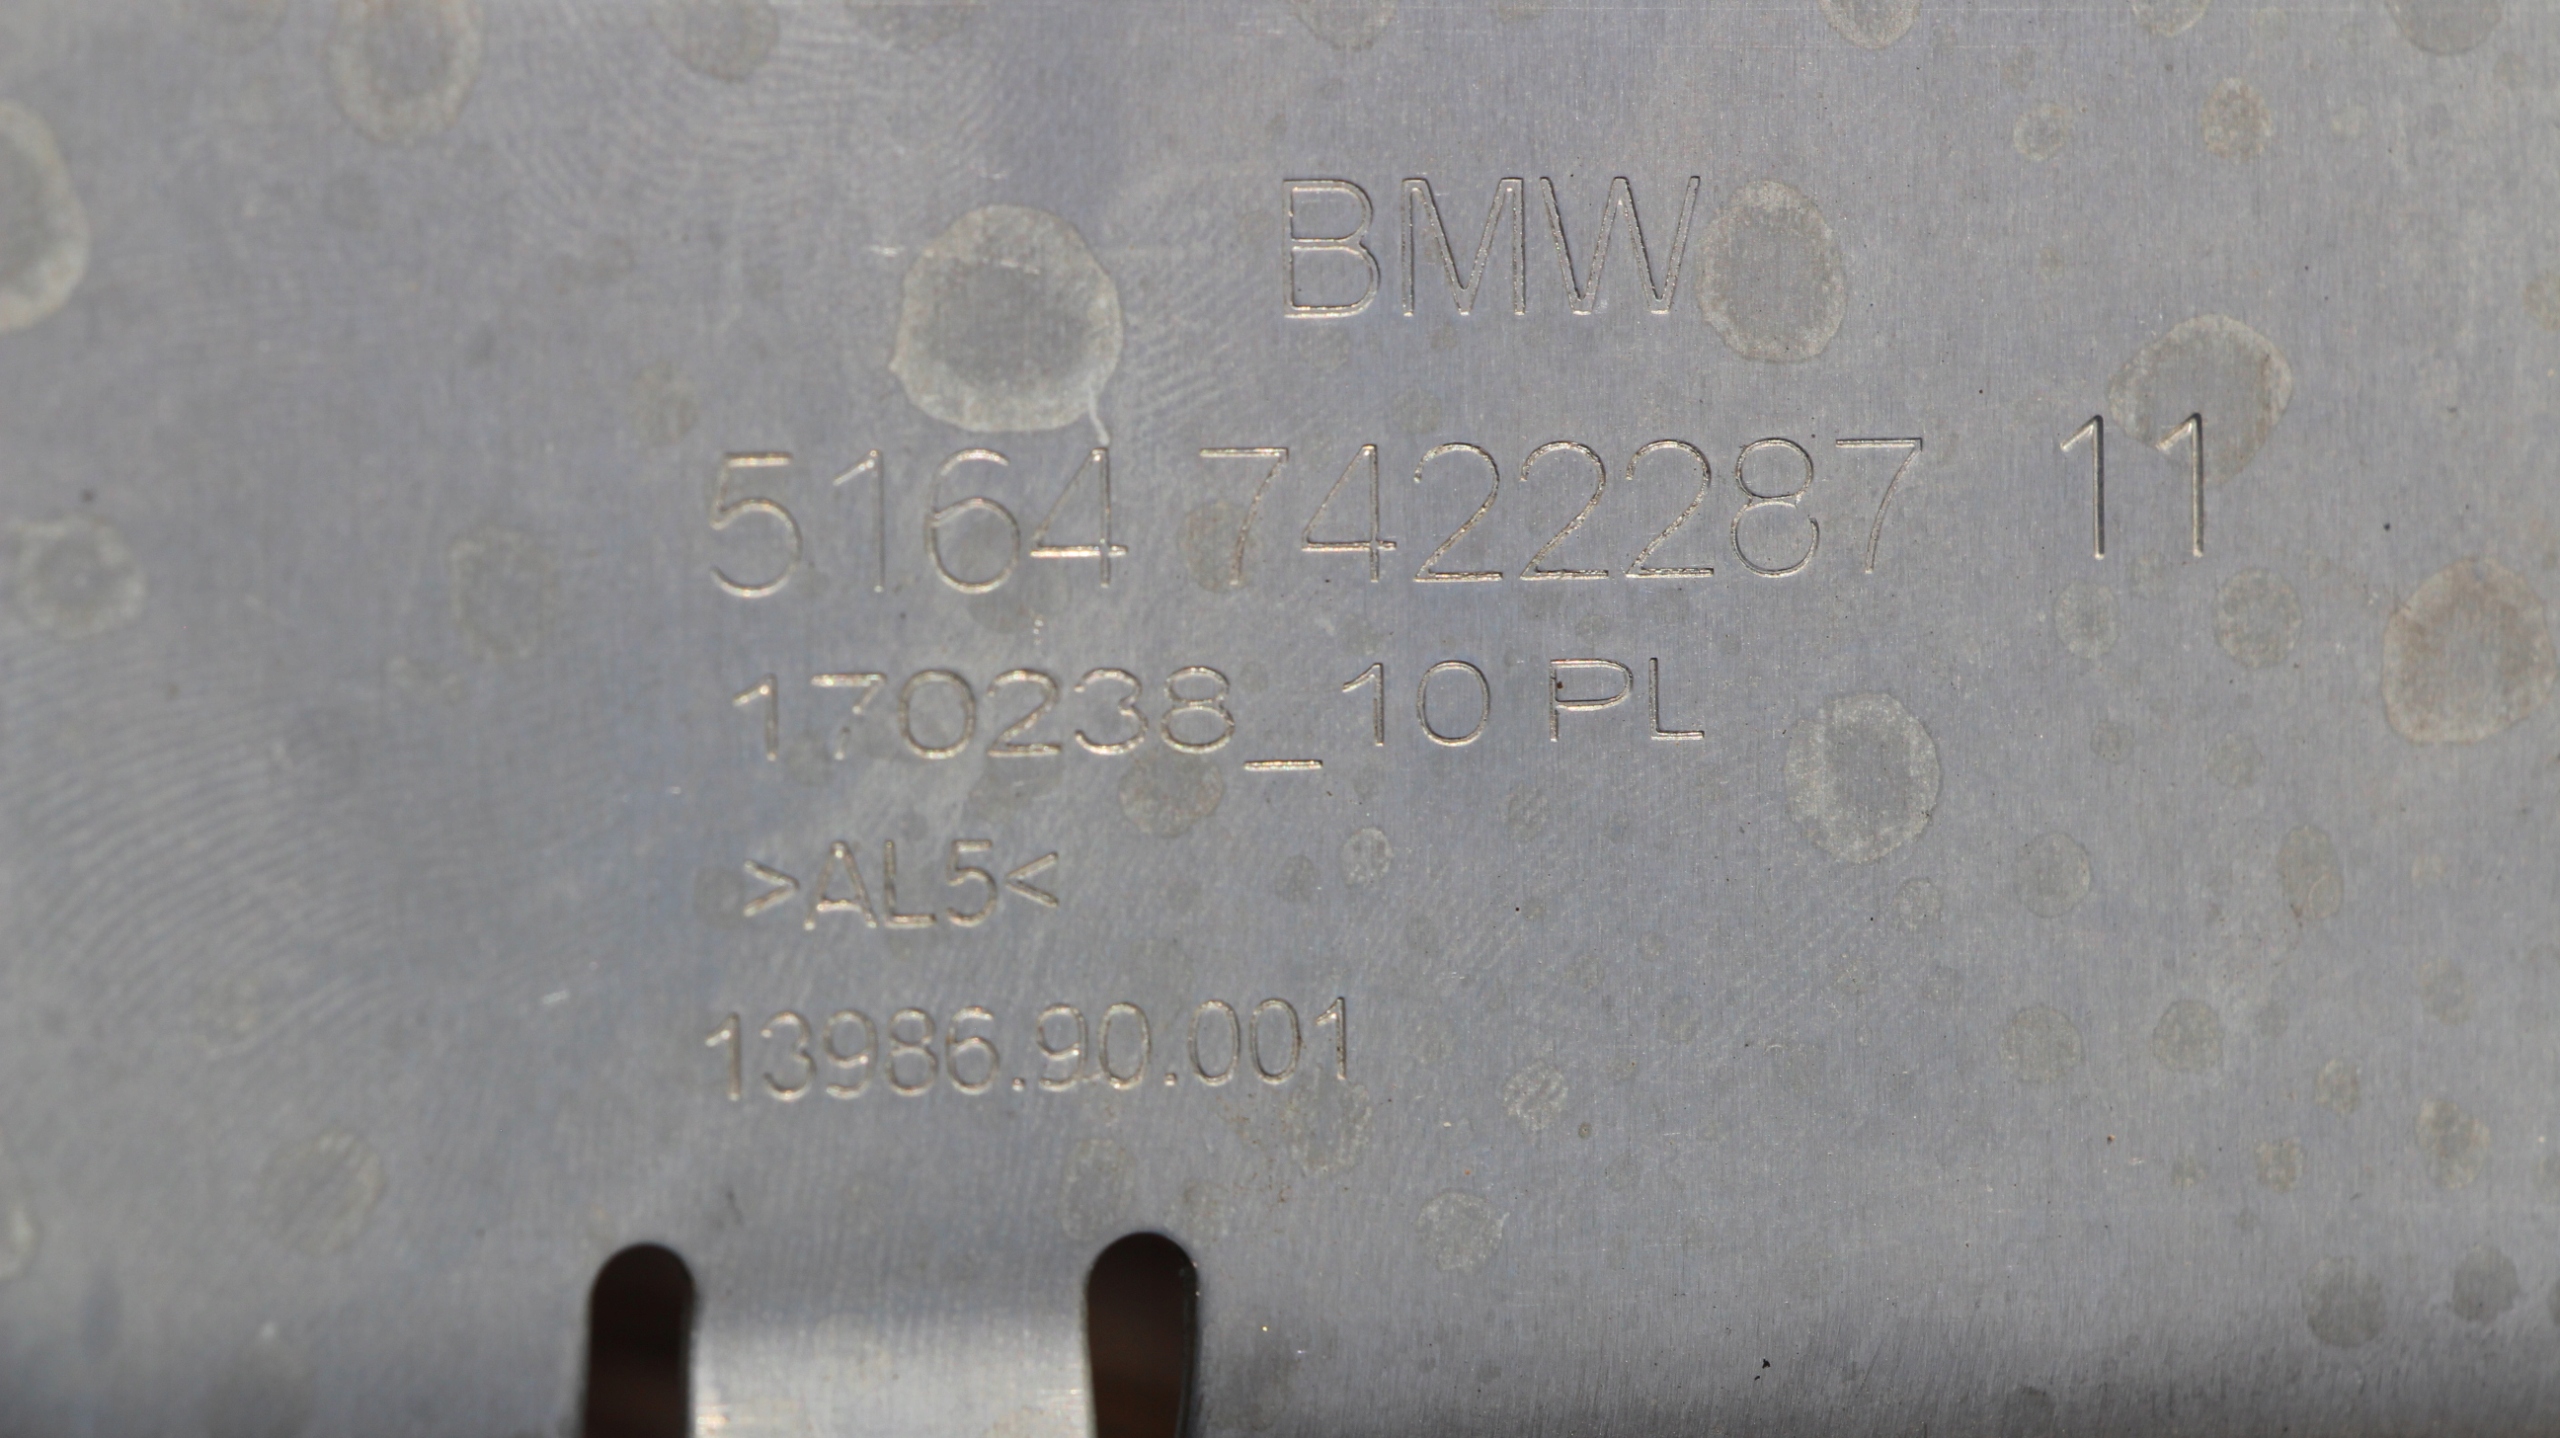 BMW
5164 7422287 11
170238_10 PL
>AL5<
13986.90.001